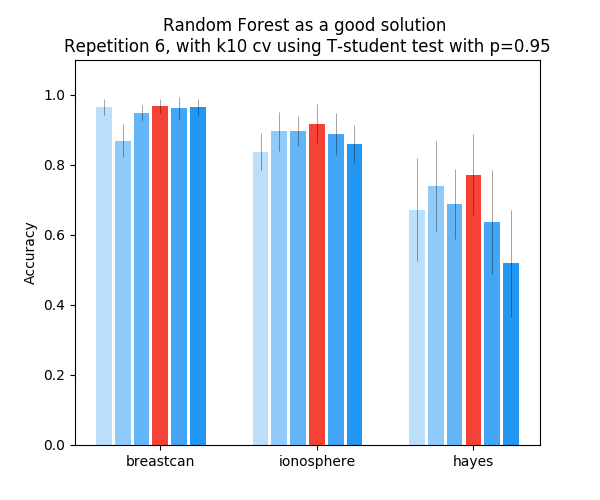 Random Forest as a good solution
Repetition 6, with k10 cv using T-student test with p=0.95
1.0
0.8
0.6
0.4
0.2
0.0
Accuracy
breastcan
ionosphere
hayes